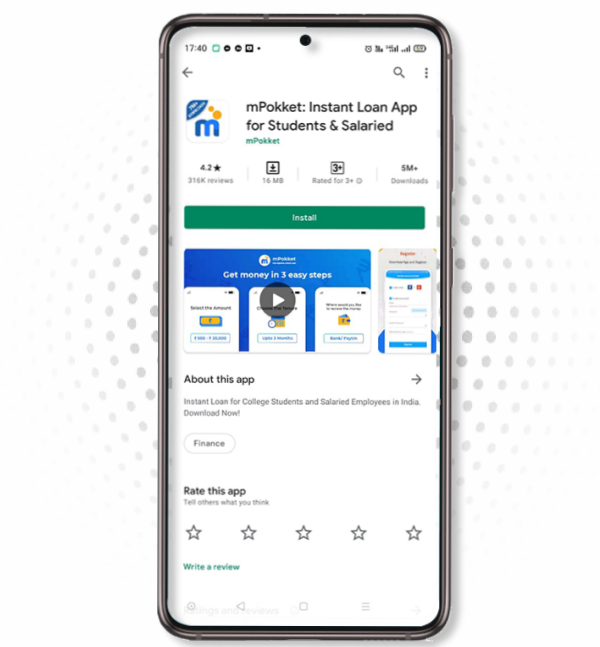 17:40
mPokket: Instant Loan App
for Students & Salaried
mPokket
4.2★
316K reviews
16 MB
3+
Rated for 3+
5M+
Downloads
Install
mPokket
Get money in 3 easy steps
Select the Amount
Upto 3 Months
Where would you like
to receive the money
Bank/ Paytm
Register
About this app
Instant Loan for College Students and Salaried Employees in India.
Download Now!
Finance
Rate this app
Tell others what you think
Write a review
Ratings and reviews